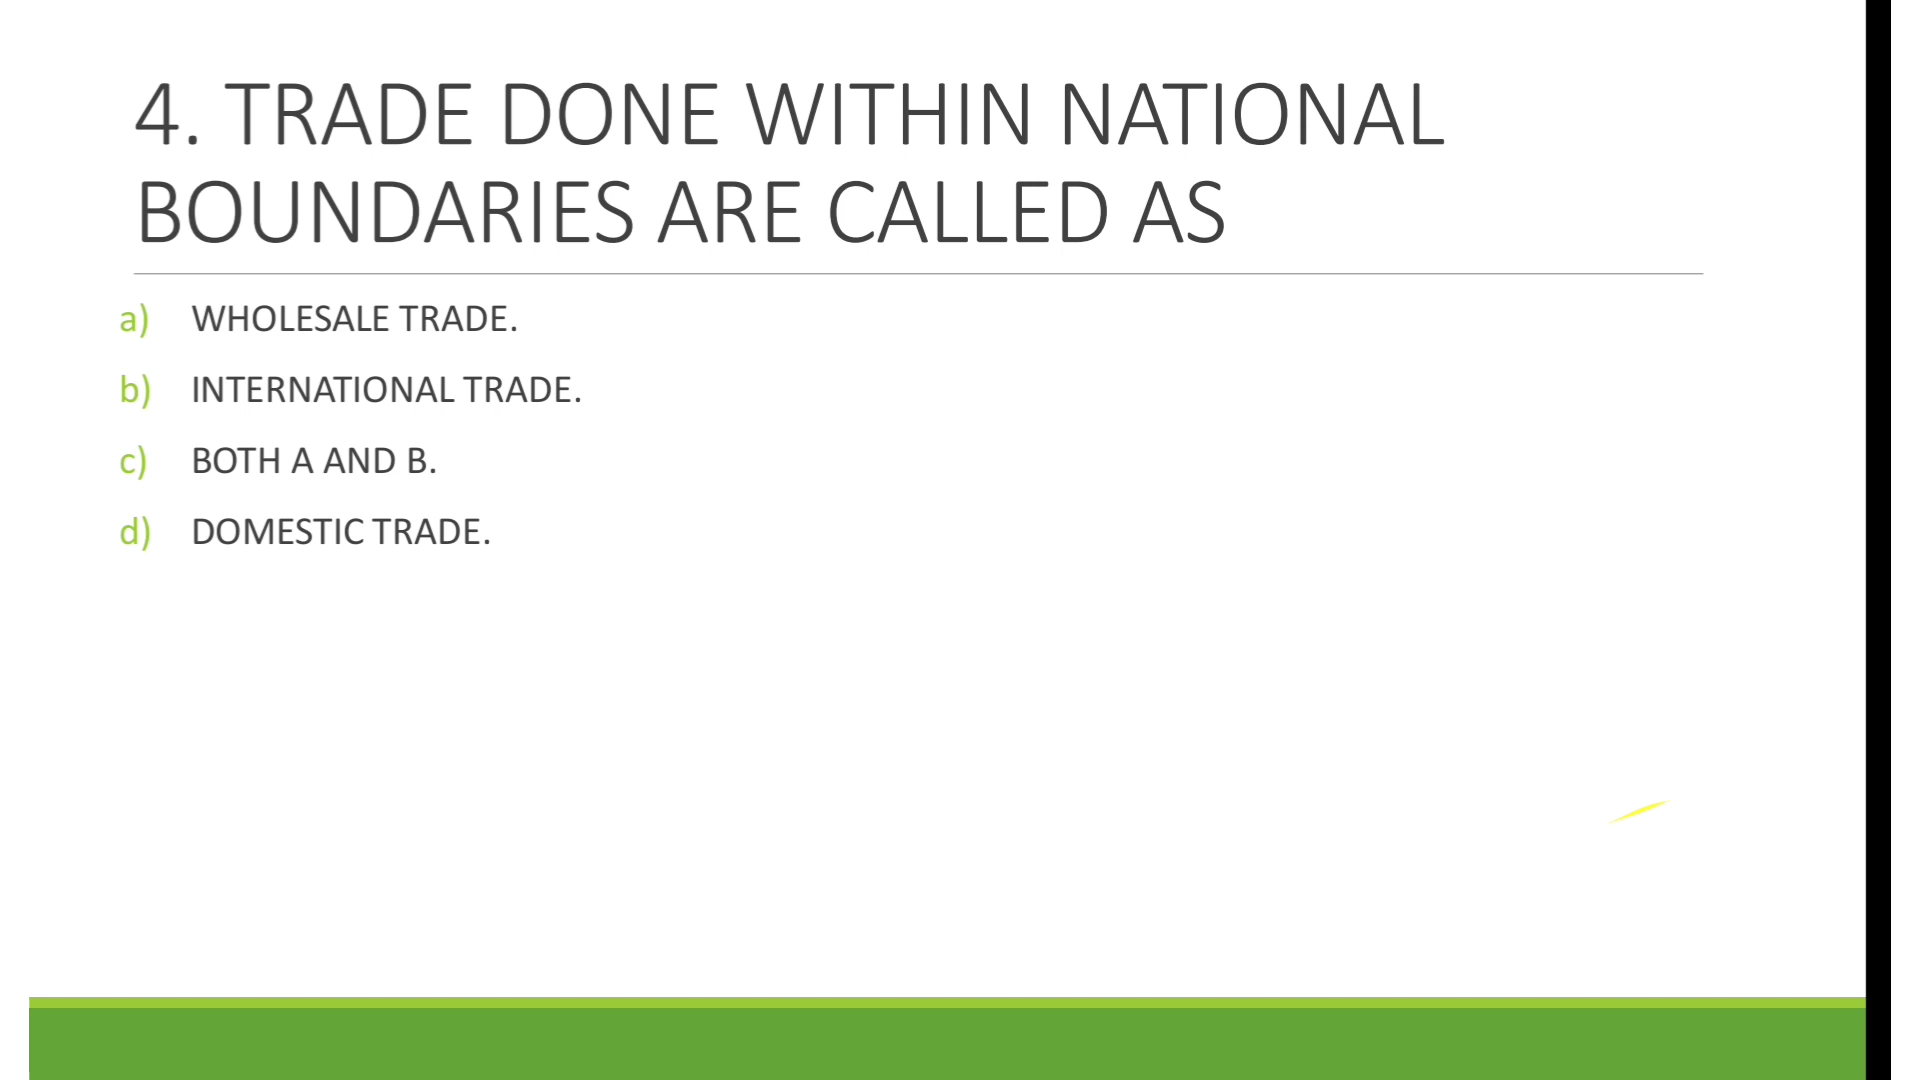 4. TRADE DONE WITHIN NATIONAL
BOUNDARIES ARE CALLED AS
a) WHOLESALE TRADE.
b) INTERNATIONAL TRADE.
c) BOTH A AND B.
d) DOMESTIC TRADE.